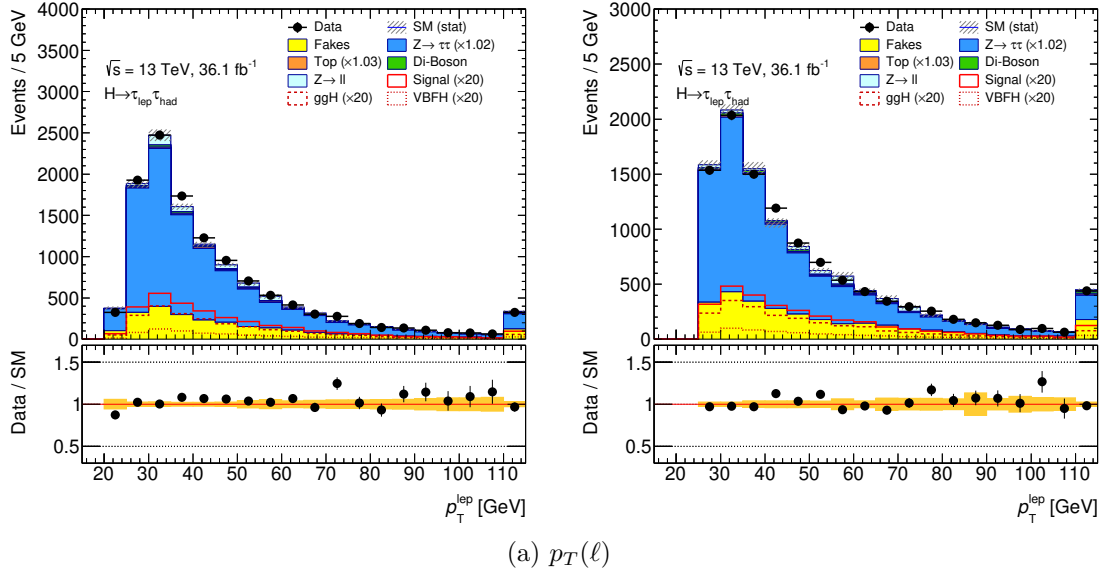 Events / 5 GeV
4000
3500
3000
2500
2000
1500
1000
500
0
Data
SM (stat)
Fakes
Z→ ττ (×1.02)
Top (×1.03)
Di-Boson
Z→ ll
Signal (×20)
ggH (×20)
VBFH (×20)
√s = 13 TeV, 36.1 fb⁻¹
H→τlepτhad
Data / SM
1.5
1
0.5
20 30 40 50 60 70 80 90 100 110
pTlep [GeV]
Events / 5 GeV
3000
2500
2000
1500
1000
500
0
Data
SM (stat)
Fakes
Z→ ττ (×1.02)
Top (×1.03)
Di-Boson
Z→ ll
Signal (×20)
ggH (×20)
VBFH (×20)
√s = 13 TeV, 36.1 fb⁻¹
H→τlepτhad
Data / SM
1.5
1
0.5
20 30 40 50 60 70 80 90 100 110
pTlep [GeV]
(a) pT(ℓ)